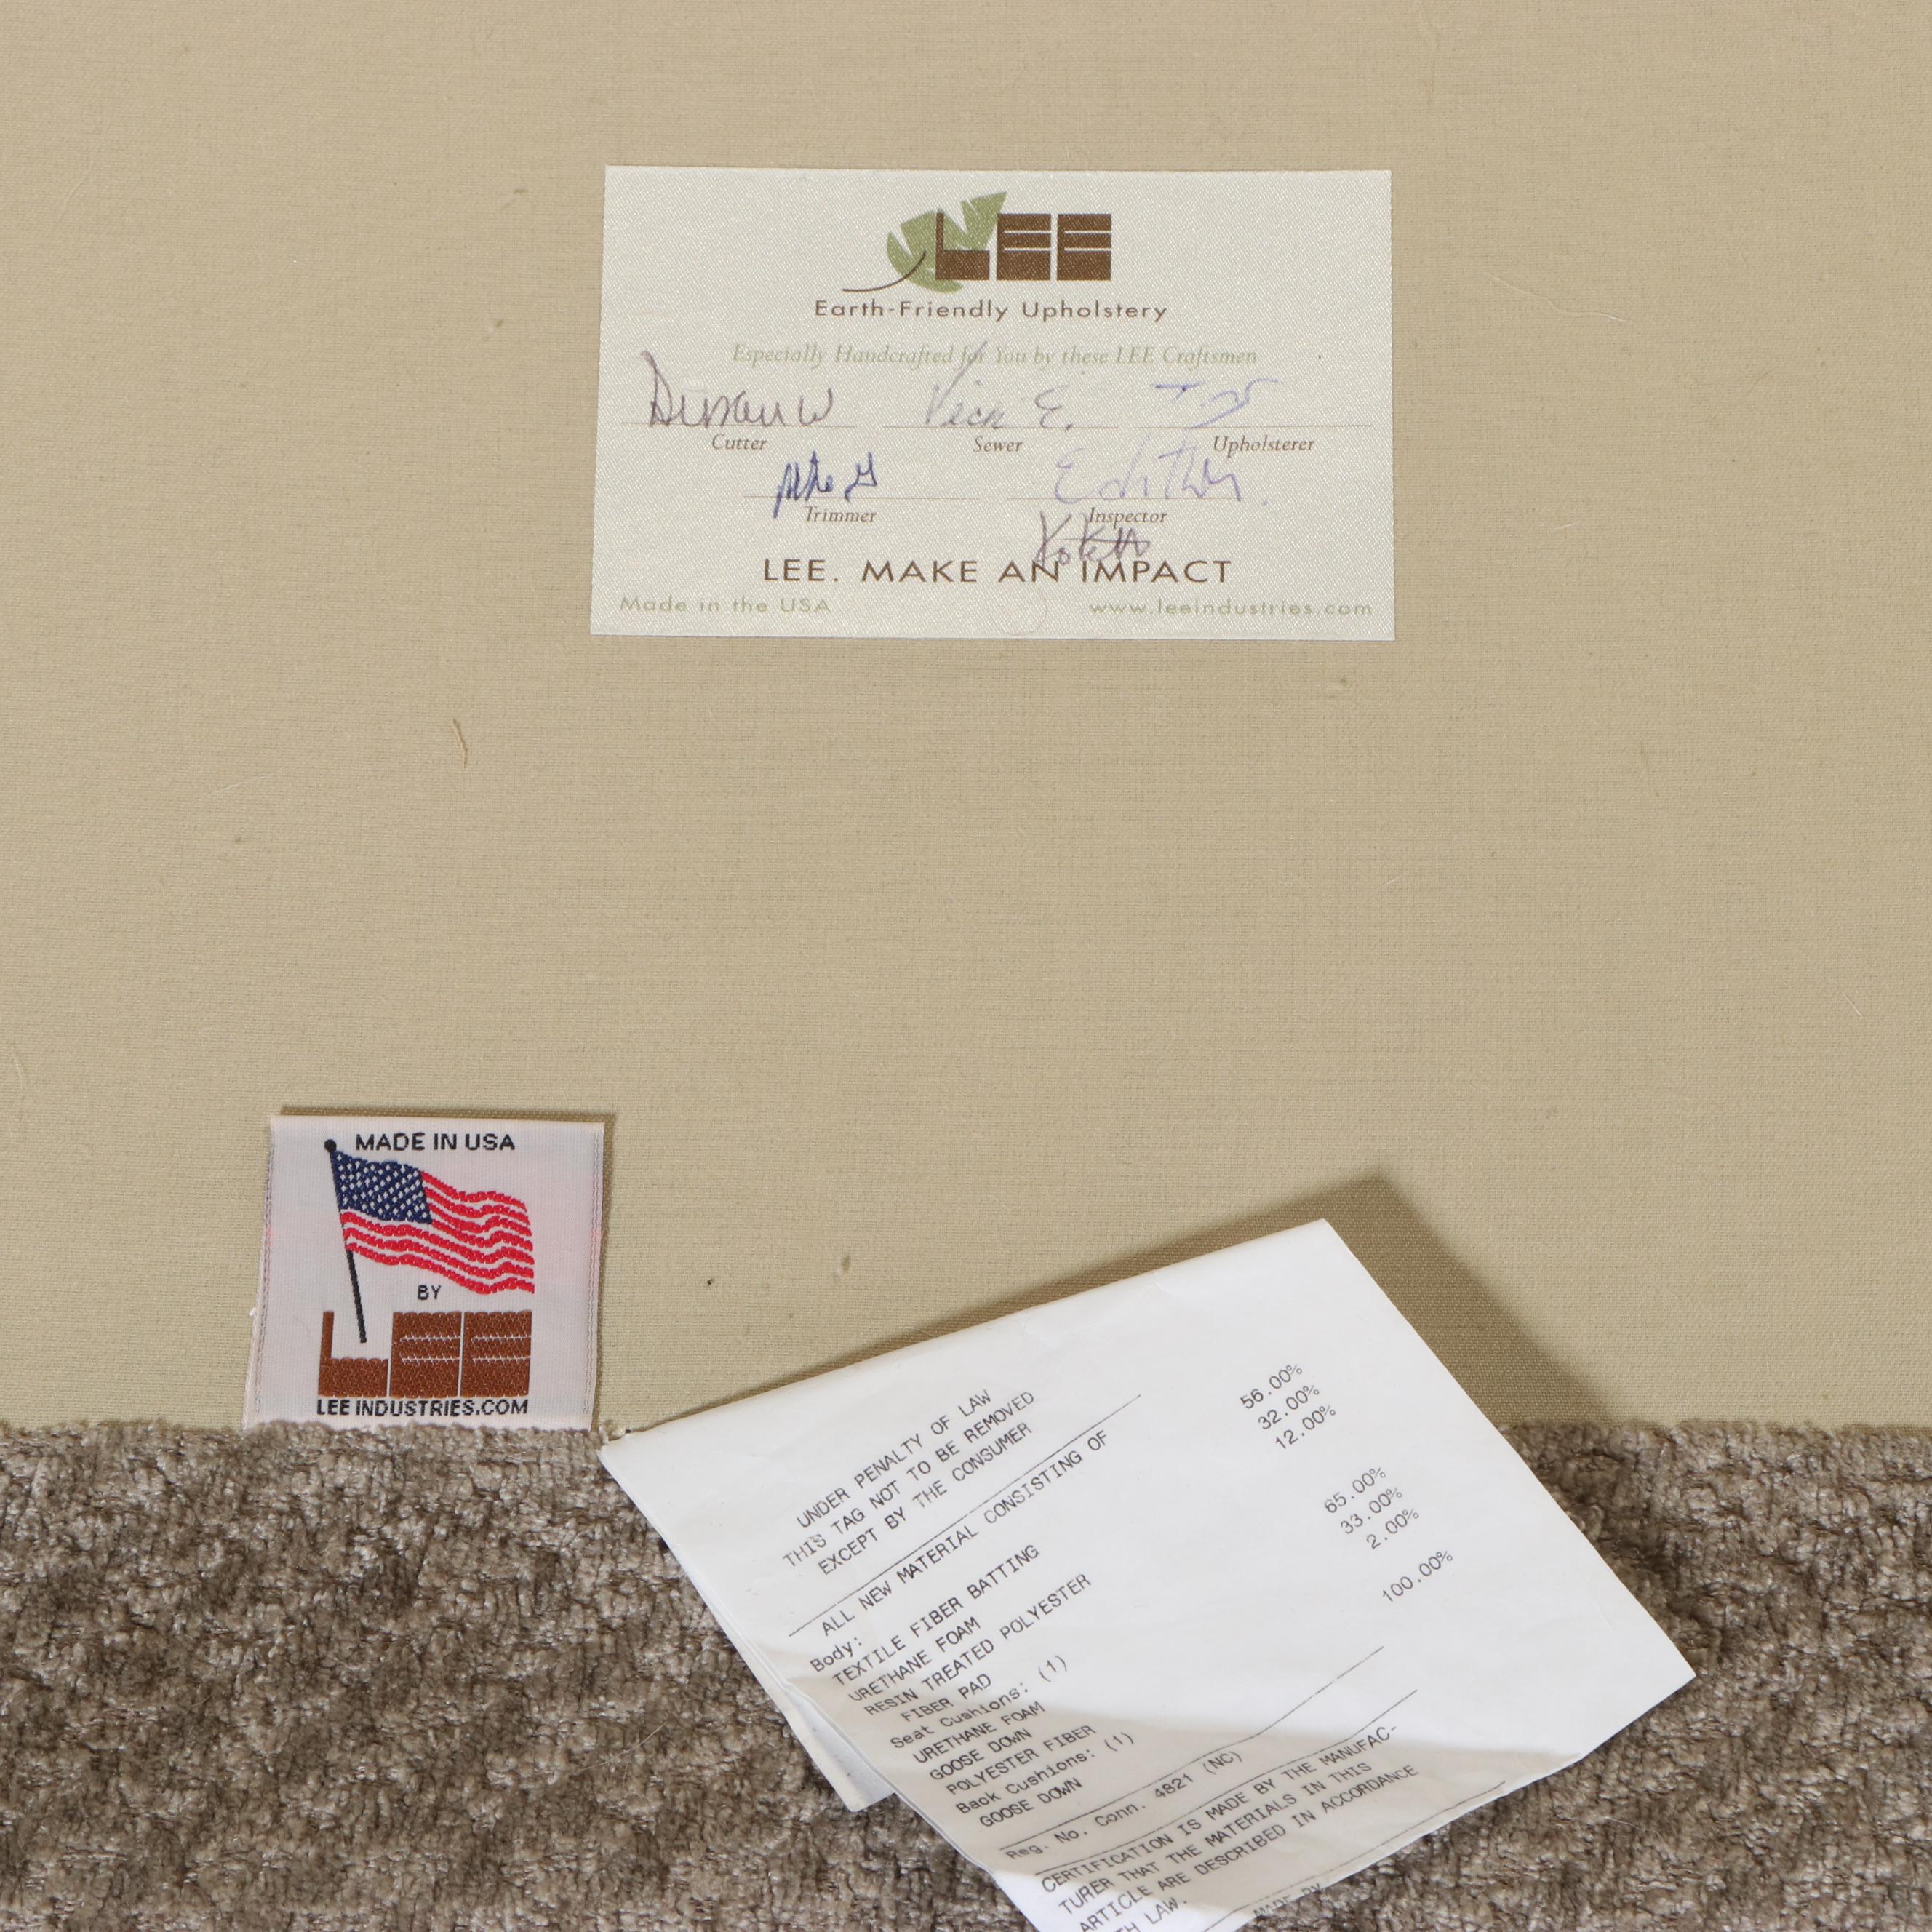 LEE
Earth-Friendly Upholstery
Especially Handcrafted for You by these LEE Craftsmen
E.
Cutter Sewer Upholsterer
Trimmer Inspector
LEE. MAKE AN IMPACT
Made in the USA www.leeindustries.com
MADE IN USA
BY
LEE
LEE INDUSTRIES.COM
UNDER PENALTY OF LAW
THIS TAG NOT TO BE REMOVED
EXCEPT BY THE CONSUMER
ALL NEW MATERIAL CONSISTING OF
Body:
TEXTILE FIBER BATTING 56.00%
URETHANE FOAM 32.00%
RESIN TREATED POLYESTER 12.00%
FIBER PAD
Seat Cushions: (1)
URETHANE FOAM 65.00%
GOOSE DOWN 33.00%
POLYESTER FIBER 2.00%
Back Cushions: (1)
GOOSE DOWN 100.00%
Reg. No. Conn. 4821 (NC)
CERTIFICATION IS MADE BY THE MANUFAC-
TURER THAT THE MATERIALS IN THIS
ARTICLE ARE DESCRIBED IN ACCORDANCE
LAW.
MADE BY